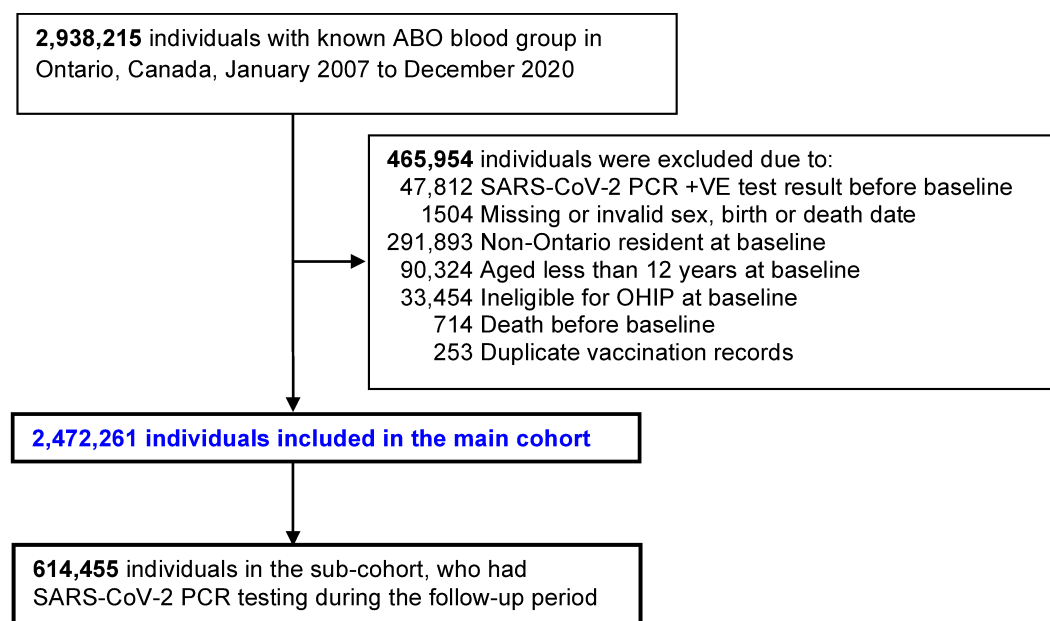 2,938,215 individuals with known ABO blood group in
Ontario, Canada, January 2007 to December 2020
465,954 individuals were excluded due to:
47,812 SARS-CoV-2 PCR +VE test result before baseline
1504 Missing or invalid sex, birth or death date
291,893 Non-Ontario resident at baseline
90,324 Aged less than 12 years at baseline
33,454 Ineligible for OHIP at baseline
714 Death before baseline
253 Duplicate vaccination records
2,472,261 individuals included in the main cohort
614,455 individuals in the sub-cohort, who had
SARS-CoV-2 PCR testing during the follow-up period